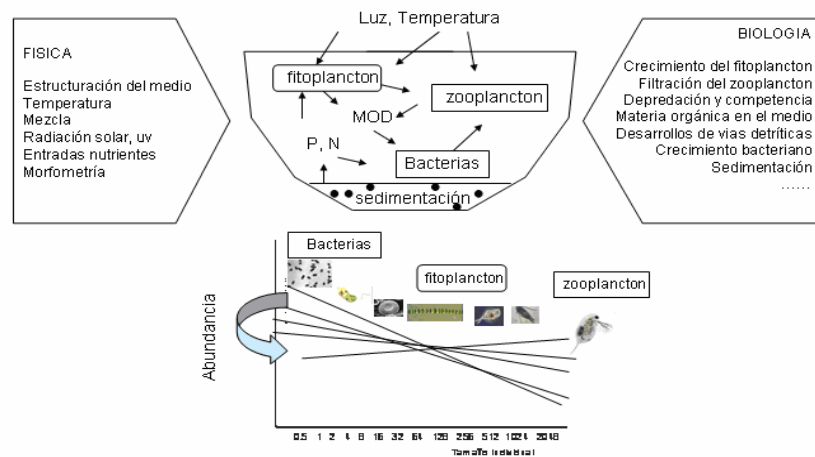 Luz, Temperatura
FISICA
Estructuración del medio
Temperatura
Mezcla
Radiación solar, uv
Entradas nutrientes
Morfometría
fitoplancton
zooplancton
MOD
P, N
Bacterias
sedimentación
BIOLOGIA
Crecimiento del fitoplancton
Filtración del zooplancton
Depredación y competencia
Materia orgánica en el medio
Desarrollos de vias detríticas
Crecimiento bacteriano
Sedimentación
……
Bacterias
fitoplancton
zooplancton
Abundancia
0.5 1 2 4 8 16 32 64 128 256 512 1024 2048
Tamaño individual